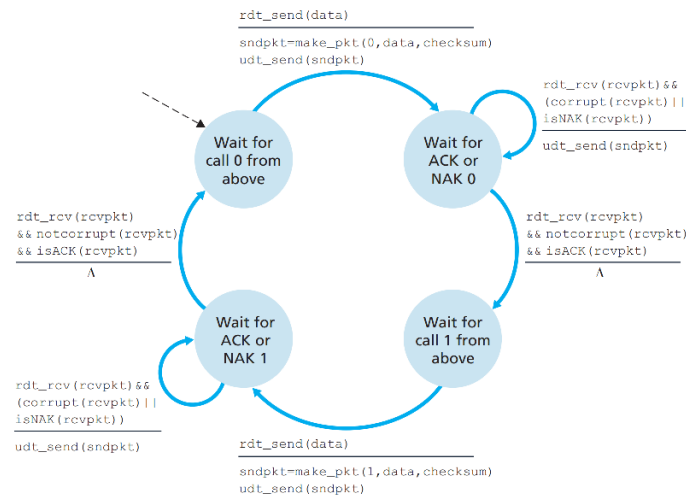 rdt_send(data)
sndpkt=make_pkt(0,data,checksum)
udt_send(sndpkt)
Wait for
call 0 from
above
Wait for
ACK or
NAK 0
rdt_rcv(rcvpkt)&&
(corrupt(rcvpkt)||
isNAK(rcvpkt))
udt_send(sndpkt)
rdt_rcv(rcvpkt)
&& notcorrupt(rcvpkt)
&& isACK(rcvpkt)
Λ
rdt_rcv(rcvpkt)
&& notcorrupt(rcvpkt)
&& isACK(rcvpkt)
Λ
Wait for
ACK or
NAK 1
Wait for
call 1 from
above
rdt_rcv(rcvpkt)&&
(corrupt(rcvpkt)||
isNAK(rcvpkt))
udt_send(sndpkt)
rdt_send(data)
sndpkt=make_pkt(1,data,checksum)
udt_send(sndpkt)